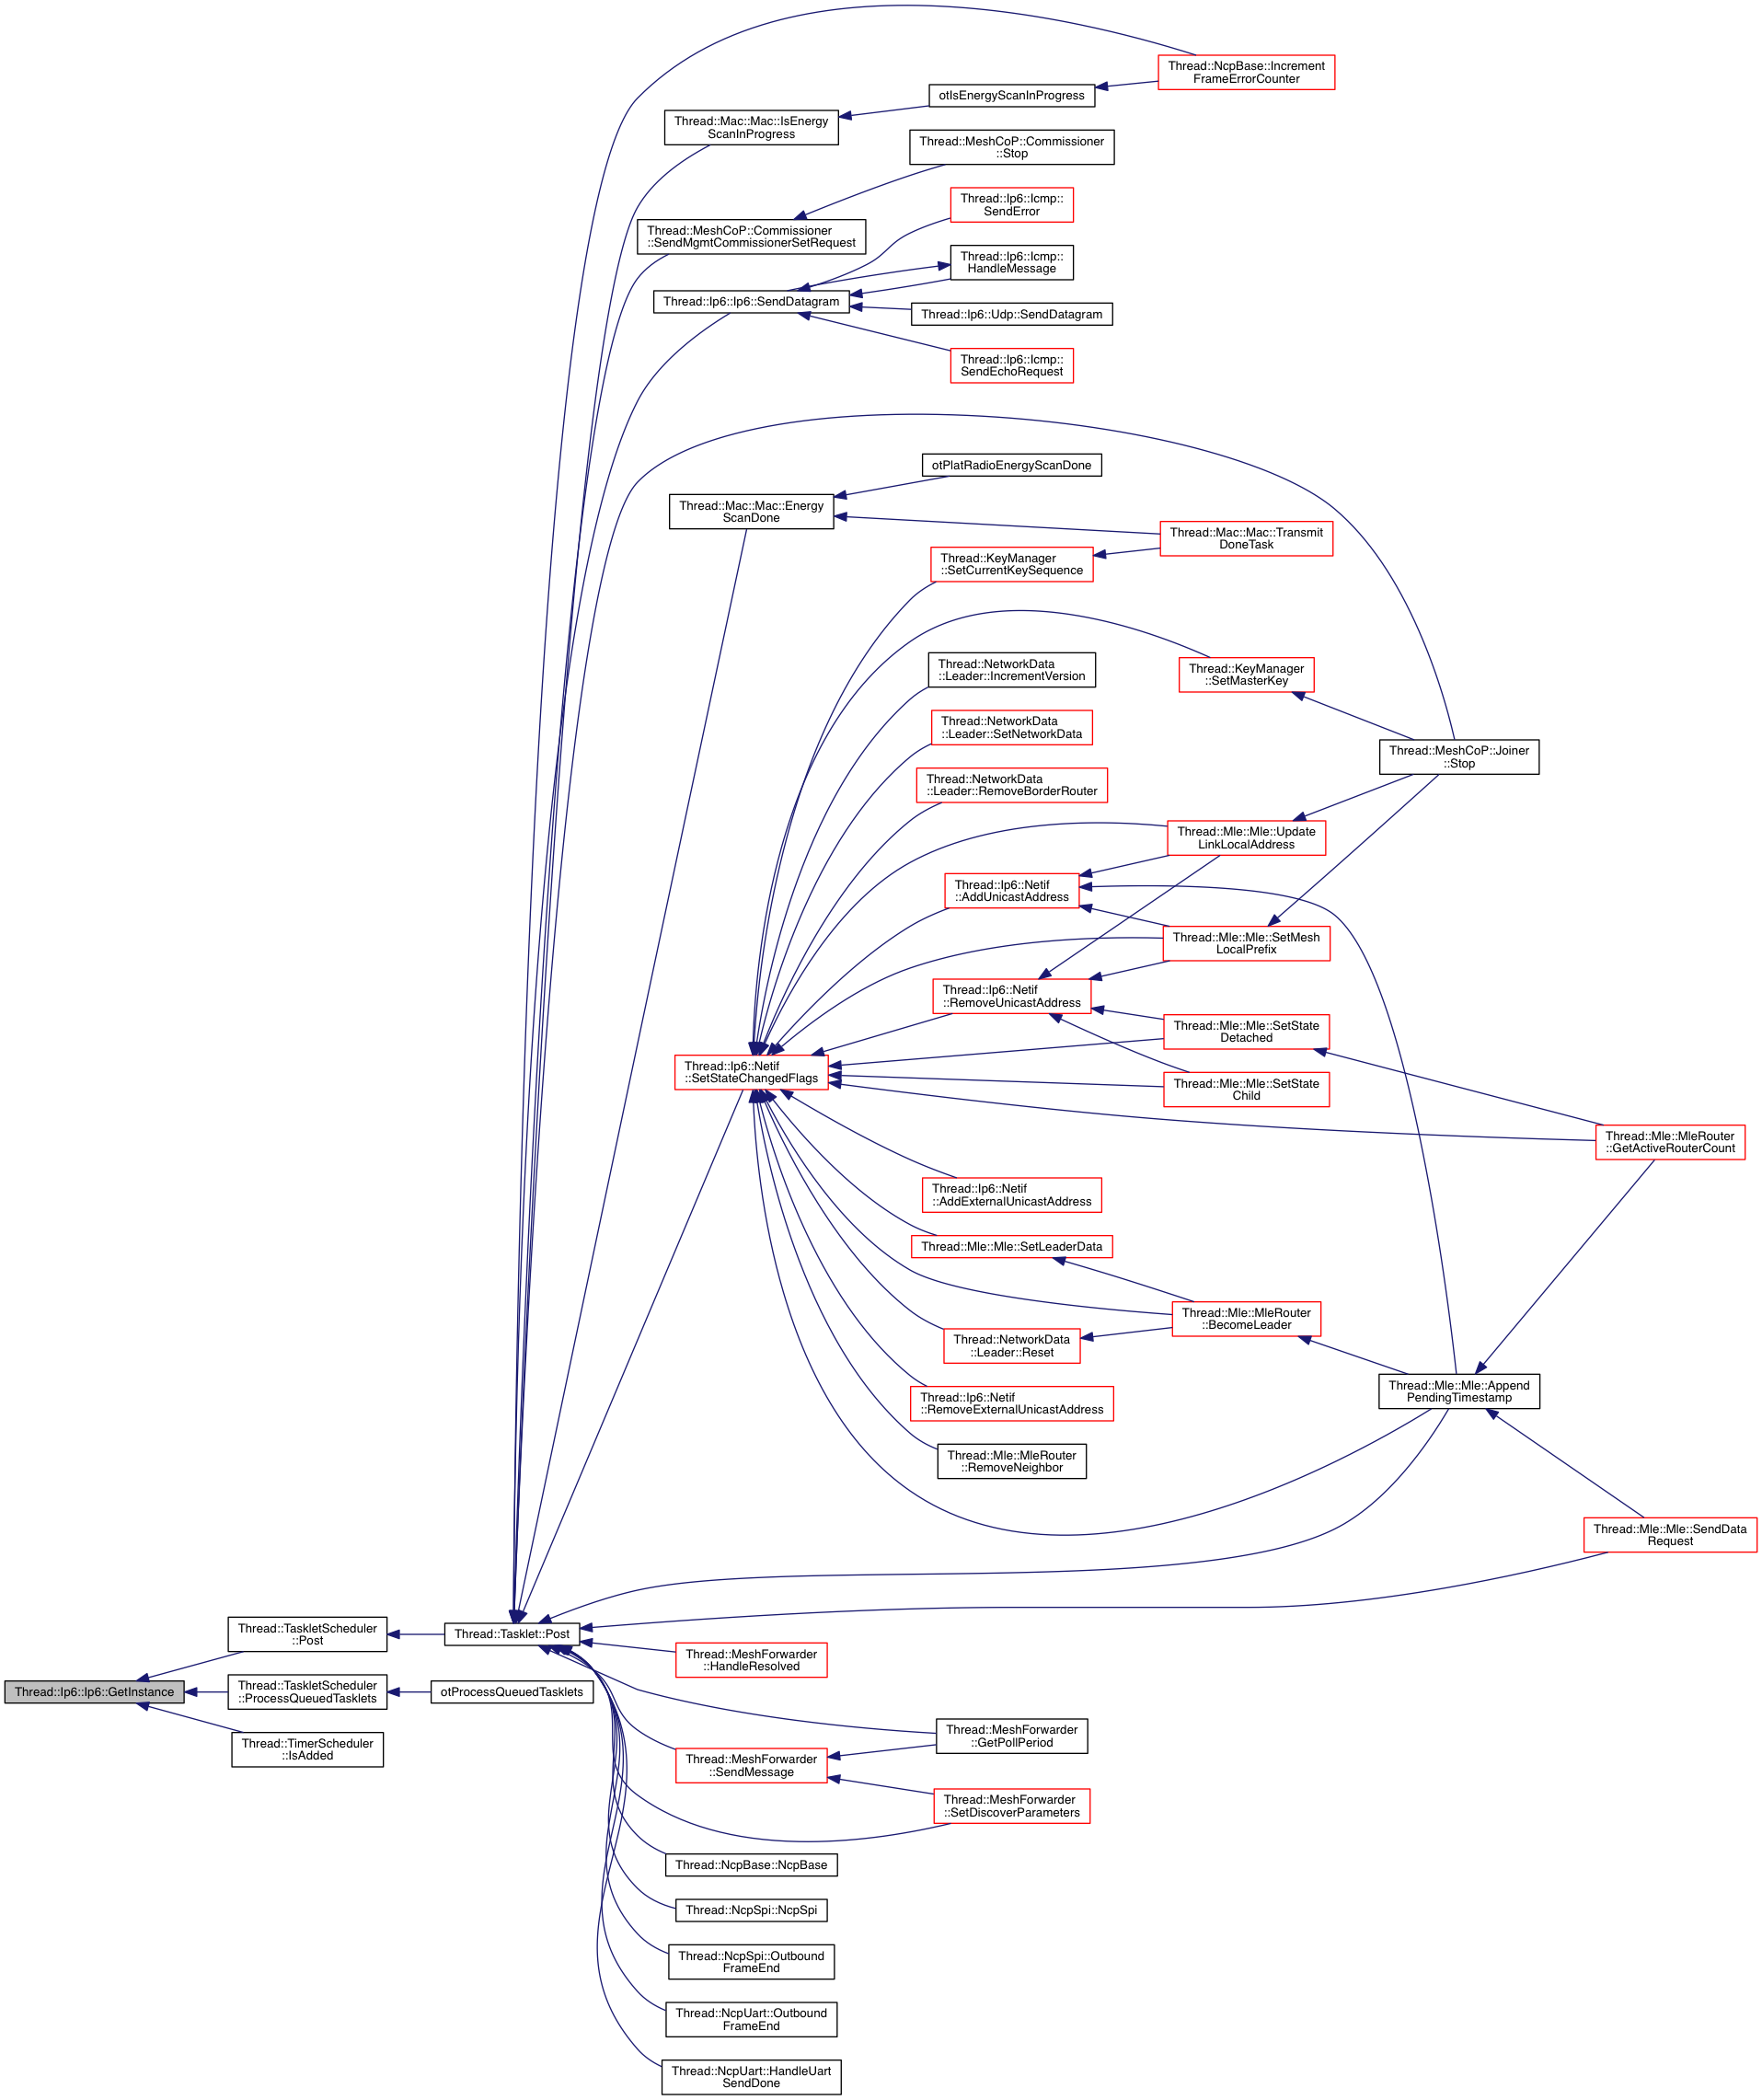 Thread::NcpBase::Increment
FrameErrorCounter
otIsEnergyScanInProgress
Thread::Mac::Mac::IsEnergy
ScanInProgress
Thread::MeshCoP::Commissioner
::Stop
Thread::Ip6::Icmp::
SendError
Thread::MeshCoP::Commissioner
::SendMgmtCommissionerSetRequest
Thread::Ip6::Icmp::
HandleMessage
Thread::Ip6::Ip6::SendDatagram
Thread::Ip6::Udp::SendDatagram
Thread::Ip6::Icmp::
SendEchoRequest
otPlatRadioEnergyScanDone
Thread::Mac::Mac::Energy
ScanDone
Thread::Mac::Mac::Transmit
DoneTask
Thread::KeyManager
::SetCurrentKeySequence
Thread::NetworkData
::Leader::IncrementVersion
Thread::KeyManager
::SetMasterKey
Thread::NetworkData
::Leader::SetNetworkData
Thread::MeshCoP::Joiner
::Stop
Thread::NetworkData
::Leader::RemoveBorderRouter
Thread::Mle::Mle::Update
LinkLocalAddress
Thread::Ip6::Netif
::AddUnicastAddress
Thread::Mle::Mle::SetMesh
LocalPrefix
Thread::Ip6::Netif
::RemoveUnicastAddress
Thread::Mle::Mle::SetState
Detached
Thread::Ip6::Netif
::SetStateChangedFlags
Thread::Mle::Mle::SetState
Child
Thread::Mle::MleRouter
::GetActiveRouterCount
Thread::Ip6::Netif
::AddExternalUnicastAddress
Thread::Mle::Mle::SetLeaderData
Thread::Mle::MleRouter
::BecomeLeader
Thread::NetworkData
::Leader::Reset
Thread::Mle::Mle::Append
PendingTimestamp
Thread::Ip6::Netif
::RemoveExternalUnicastAddress
Thread::Mle::MleRouter
::RemoveNeighbor
Thread::Mle::Mle::SendData
Request
Thread::TaskletScheduler
::Post
Thread::Tasklet::Post
Thread::MeshForwarder
::HandleResolved
Thread::Ip6::Ip6::GetInstance
Thread::TaskletScheduler
::ProcessQueuedTasklets
otProcessQueuedTasklets
Thread::TimerScheduler
::IsAdded
Thread::MeshForwarder
::GetPollPeriod
Thread::MeshForwarder
::SendMessage
Thread::MeshForwarder
::SetDiscoverParameters
Thread::NcpBase::NcpBase
Thread::NcpSpi::NcpSpi
Thread::NcpSpi::Outbound
FrameEnd
Thread::NcpUart::Outbound
FrameEnd
Thread::NcpUart::HandleUart
SendDone